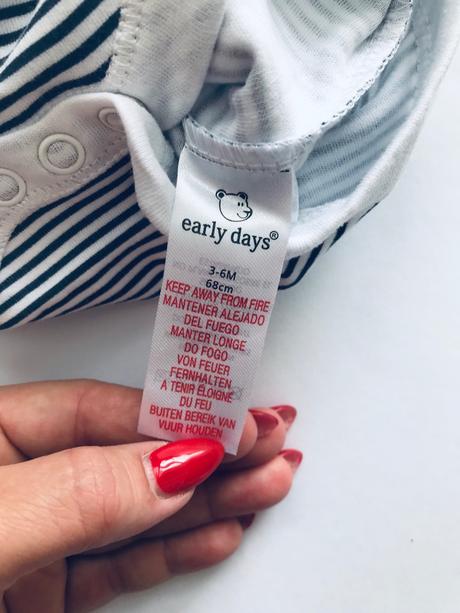 early days®
3-6M
68cm
KEEP AWAY FROM FIRE
MANTENER ALEJADO
DEL FUEGO
MANTER LONGE
DO FOGO
VON FEUER
FERNHALTEN
A TENIR ÉLOIGNÉ
DU FEU
BUITEN BEREIK VAN
VUUR HOUDEN